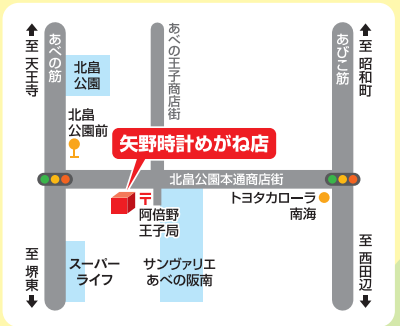 至 天王寺
あべの筋
北畠
公園
北畠
公園前
あべの王子商店街
あびこ筋
至 昭和町
矢野時計めがね店
北畠公園本通商店街
〒
阿倍野
王子局
トヨタカローラ
南海
至 堺東
スーパー
ライフ
サンヴァリエ
あべの阪南
至 西田辺